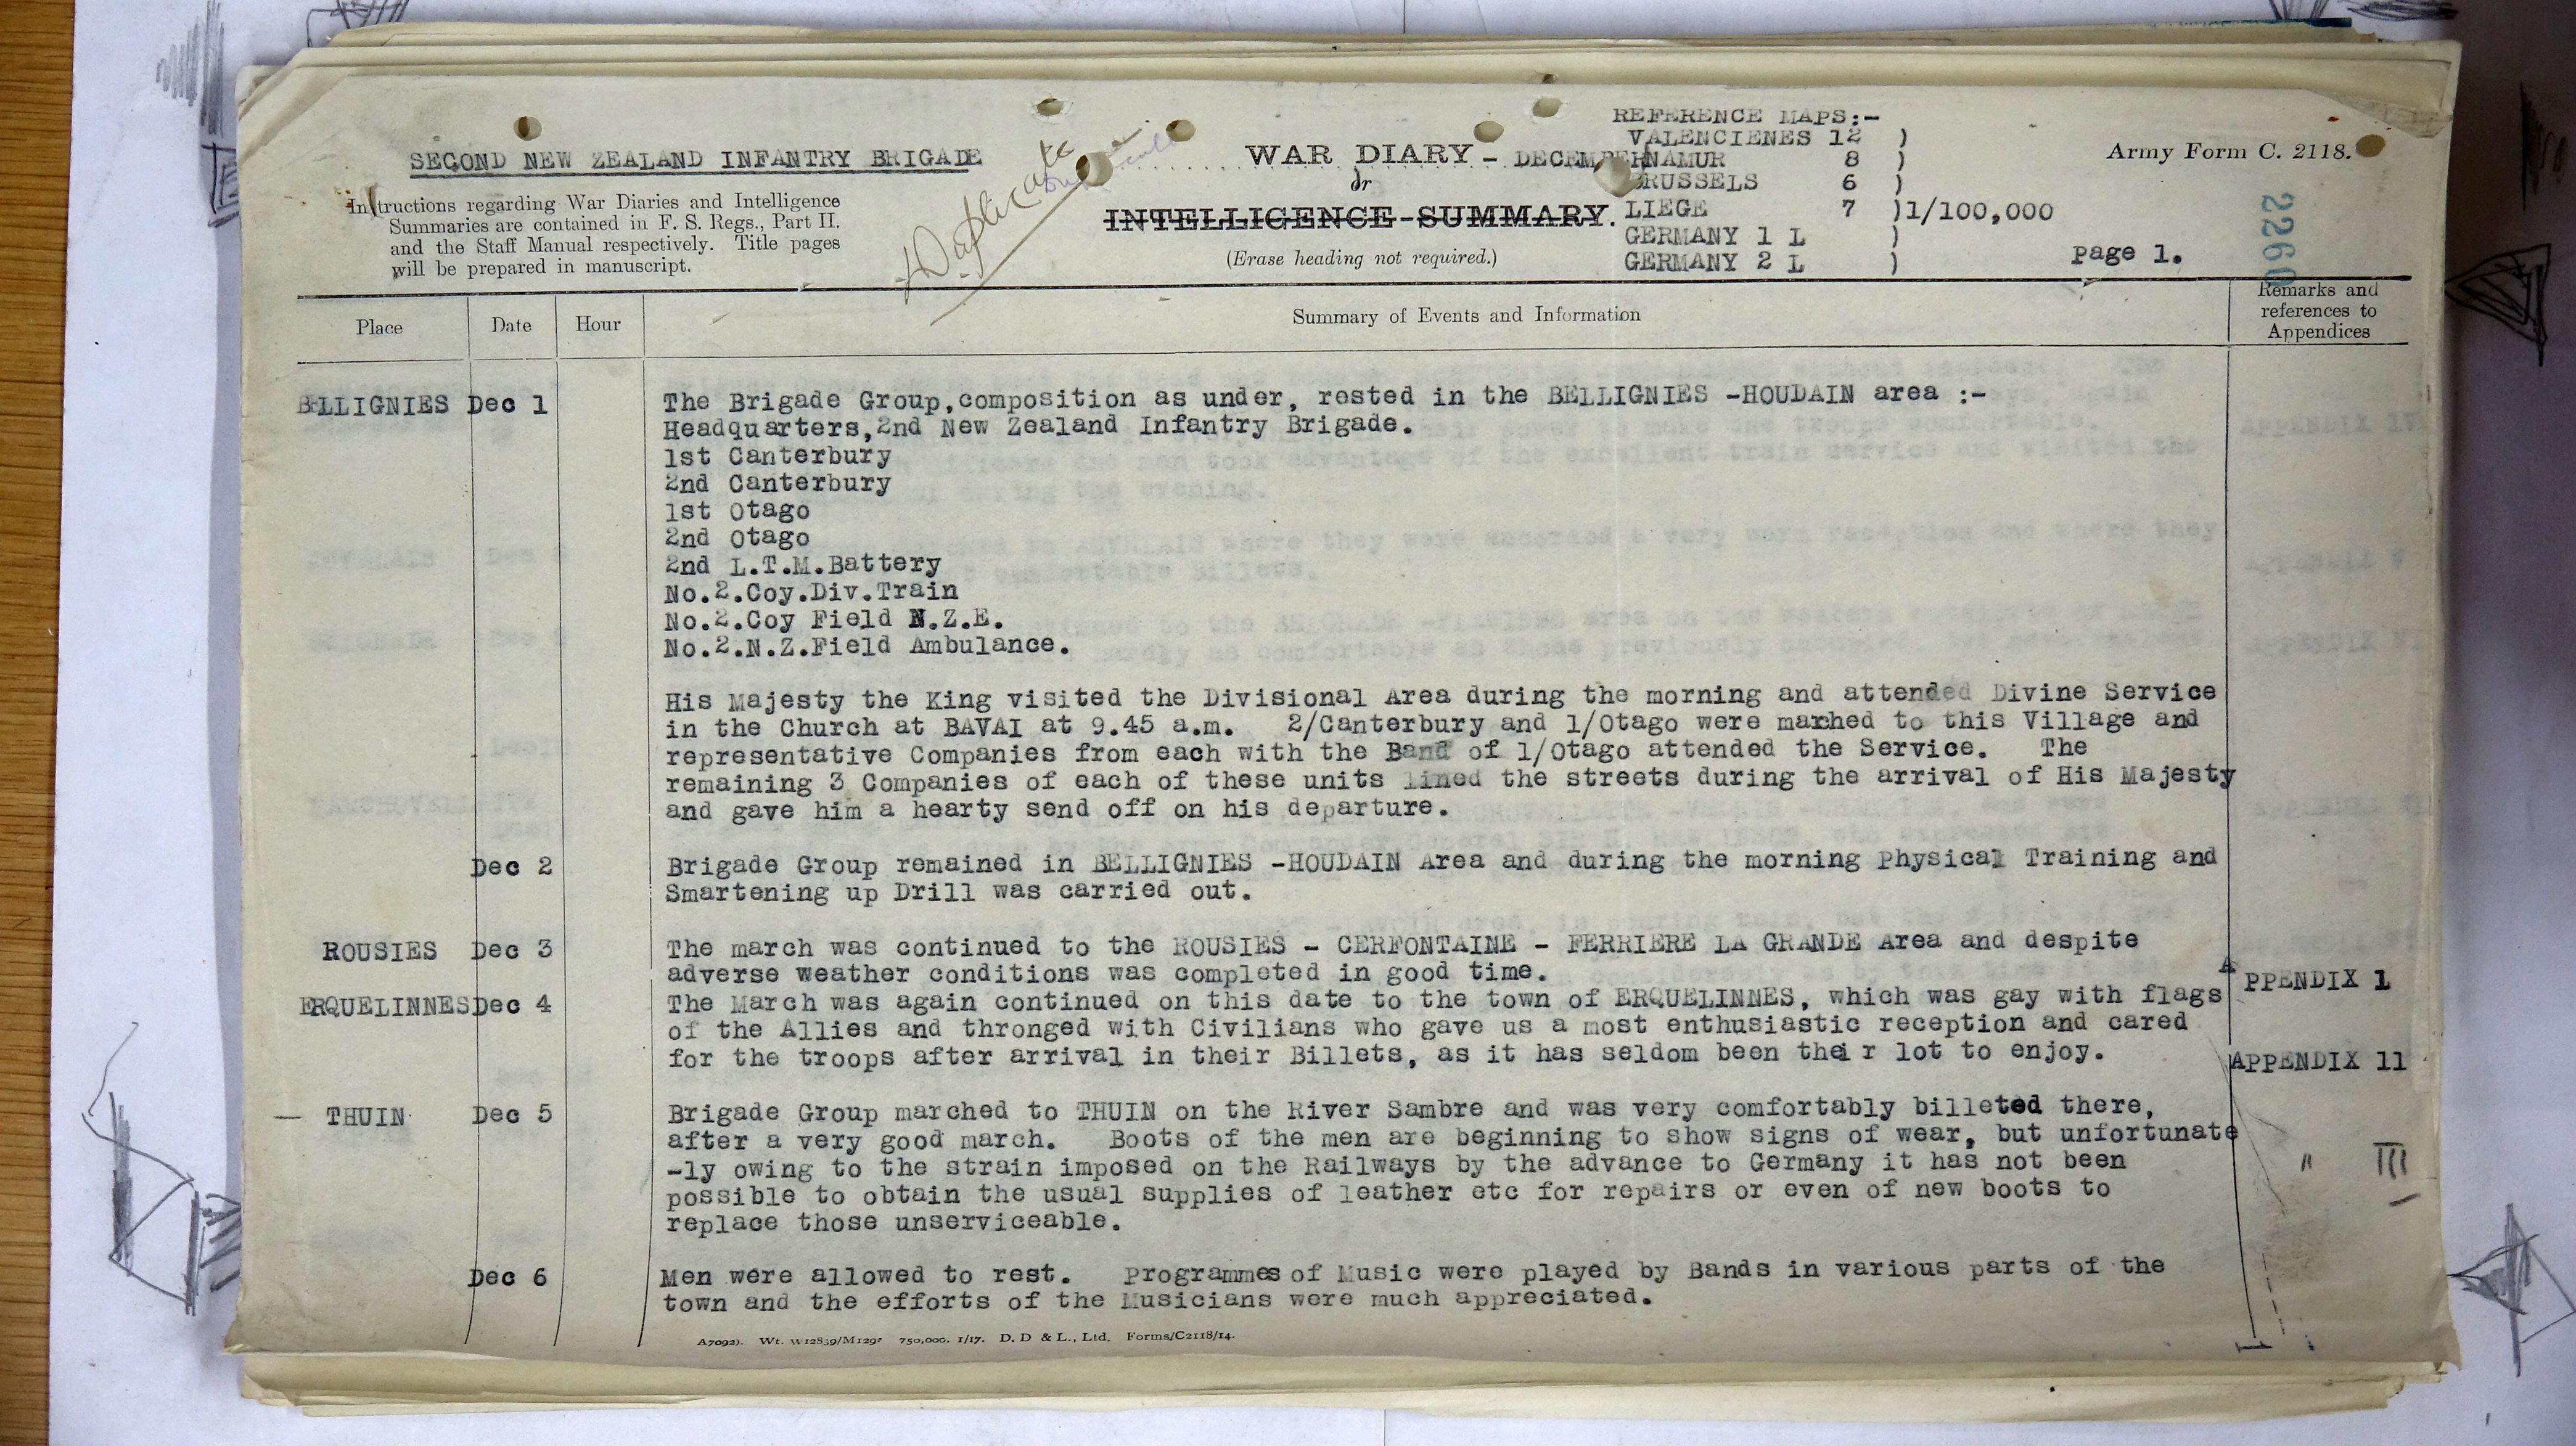 SECOND NEW ZEALAND INFANTRY BRIGADE
Instructions regarding War Diaries and Intelligence
Summaries are contained in F. S. Regs., Part II.
and the Staff Manual respectively. Title pages
will be prepared in manuscript.
Duplicate
WAR DIARY - DECEMBER
or
INTELLIGENCE SUMMARY.
(Erase heading not required.)
REFERENCE MAPS:-
VALENCIENES 12 )
NAMUR 8 )
BRUSSELS 6 )
LIEGE 7 )1/100,000
GERMANY 1 L )
GERMANY 2 L )
Army Form C. 2118.
2260
Page 1.
Place Date Hour Summary of Events and Information Remarks and
references to
Appendices
BELLIGNIES Dec 1 The Brigade Group,composition as under, rested in the BELLIGNIES -HOUDAIN area :-
Headquarters,2nd New Zealand Infantry Brigade.
1st Canterbury
2nd Canterbury
1st Otago
2nd Otago
2nd L.T.M.Battery
No.2.Coy.Div.Train
No.2.Coy Field N.Z.E.
No.2.N.Z.Field Ambulance.
His Majesty the King visited the Divisional Area during the morning and attended Divine Service
in the Church at BAVAI at 9.45 a.m. 2/Canterbury and 1/Otago were marched to this Village and
representative Companies from each with the Band of 1/Otago attended the Service. The
remaining 3 Companies of each of these units lined the streets during the arrival of His Majesty
and gave him a hearty send off on his departure.
Dec 2 Brigade Group remained in BELLIGNIES -HOUDAIN Area and during the morning Physical Training and
Smartening up Drill was carried out.
ROUSIES Dec 3 The march was continued to the ROUSIES - CERFONTAINE - FERRIERE LA GRANDE Area and despite
adverse weather conditions was completed in good time. APPENDIX 1
ERQUELINNES Dec 4 The March was again continued on this date to the town of ERQUELINNES, which was gay with flags
of the Allies and thronged with Civilians who gave us a most enthusiastic reception and cared
for the troops after arrival in their Billets, as it has seldom been their lot to enjoy. APPENDIX 11
— THUIN Dec 5 Brigade Group marched to THUIN on the River Sambre and was very comfortably billeted there,
after a very good march. Boots of the men are beginning to show signs of wear, but unfortunate
-ly owing to the strain imposed on the Railways by the advance to Germany it has not been " III
possible to obtain the usual supplies of leather etc for repairs or even of new boots to
replace those unserviceable.
Dec 6 Men were allowed to rest. Programmes of Music were played by Bands in various parts of the
town and the efforts of the Musicians were much appreciated.
750,000. 1/17. D. D & L., Ltd. Forms/C2118/14.